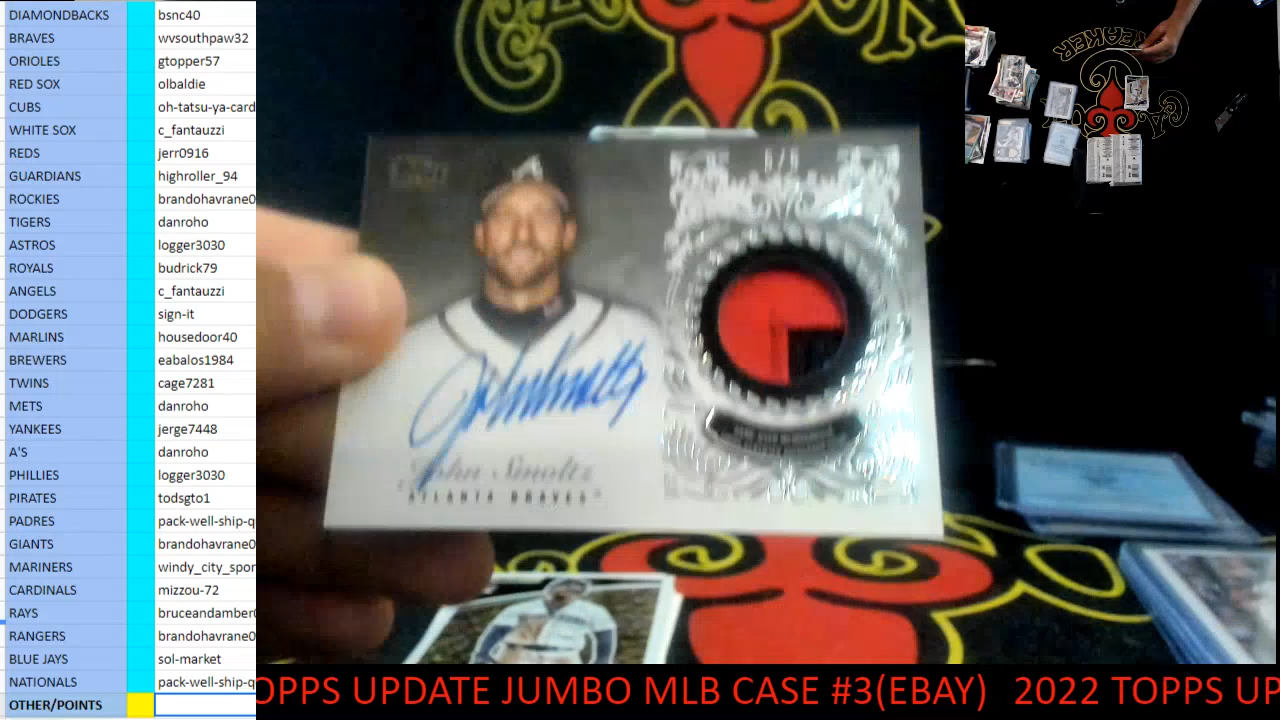 DIAMONDBACKS bsnc40
BRAVES wvsouthpaw32
ORIOLES gtopper57
RED SOX olbaldie
CUBS oh-tatsu-ya-card
WHITE SOX c_fantauzzi
REDS jerr0916
GUARDIANS highroller_94
ROCKIES brandohavrane0
TIGERS danroho
ASTROS logger3030
ROYALS budrick79
ANGELS c_fantauzzi
DODGERS sign-it
MARLINS housedoor40
BREWERS eabalos1984
TWINS cage7281
METS danroho
YANKEES jerge7448
A'S danroho
PHILLIES logger3030
PIRATES todsgto1
PADRES pack-well-ship-q
GIANTS brandohavrane0
MARINERS windy_city_spor
CARDINALS mizzou-72
RAYS bruceandamber
RANGERS brandohavrane0
BLUE JAYS sol-market
NATIONALS pack-well-ship-q
OTHER/POINTS
John Smoltz
John Smoltz
ATLANTA BRAVES
BREAKER
OPPS UPDATE JUMBO MLB CASE #3(EBAY) 2022 TOPPS UP